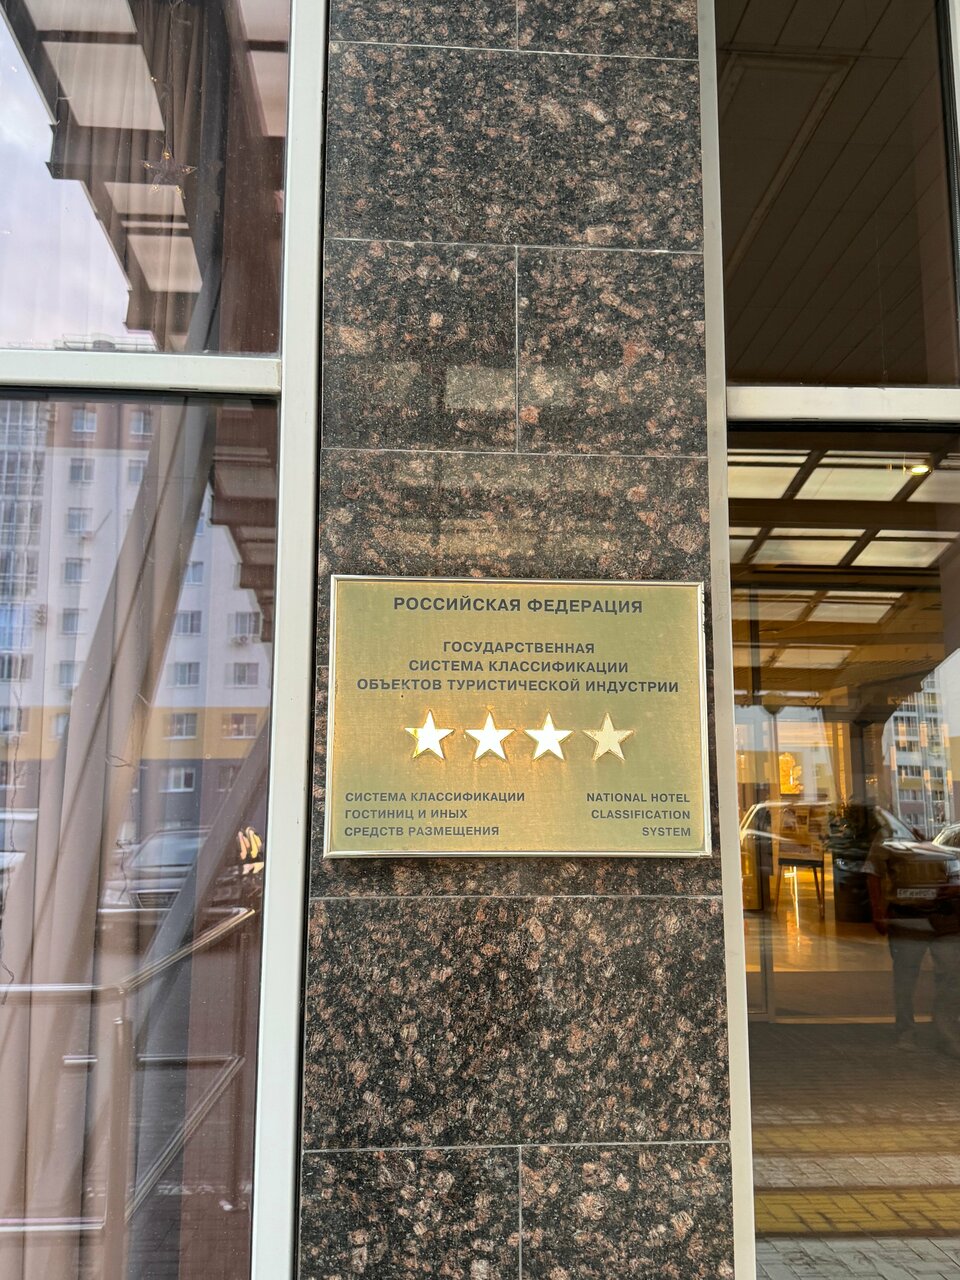 РОССИЙСКАЯ ФЕДЕРАЦИЯ
ГОСУДАРСТВЕННАЯ
СИСТЕМА КЛАССИФИКАЦИИ
ОБЪЕКТОВ ТУРИСТИЧЕСКОЙ ИНДУСТРИИ
СИСТЕМА КЛАССИФИКАЦИИ
ГОСТИНИЦ И ИНЫХ
СРЕДСТВ РАЗМЕЩЕНИЯ
NATIONAL HOTEL
CLASSIFICATION
SYSTEM